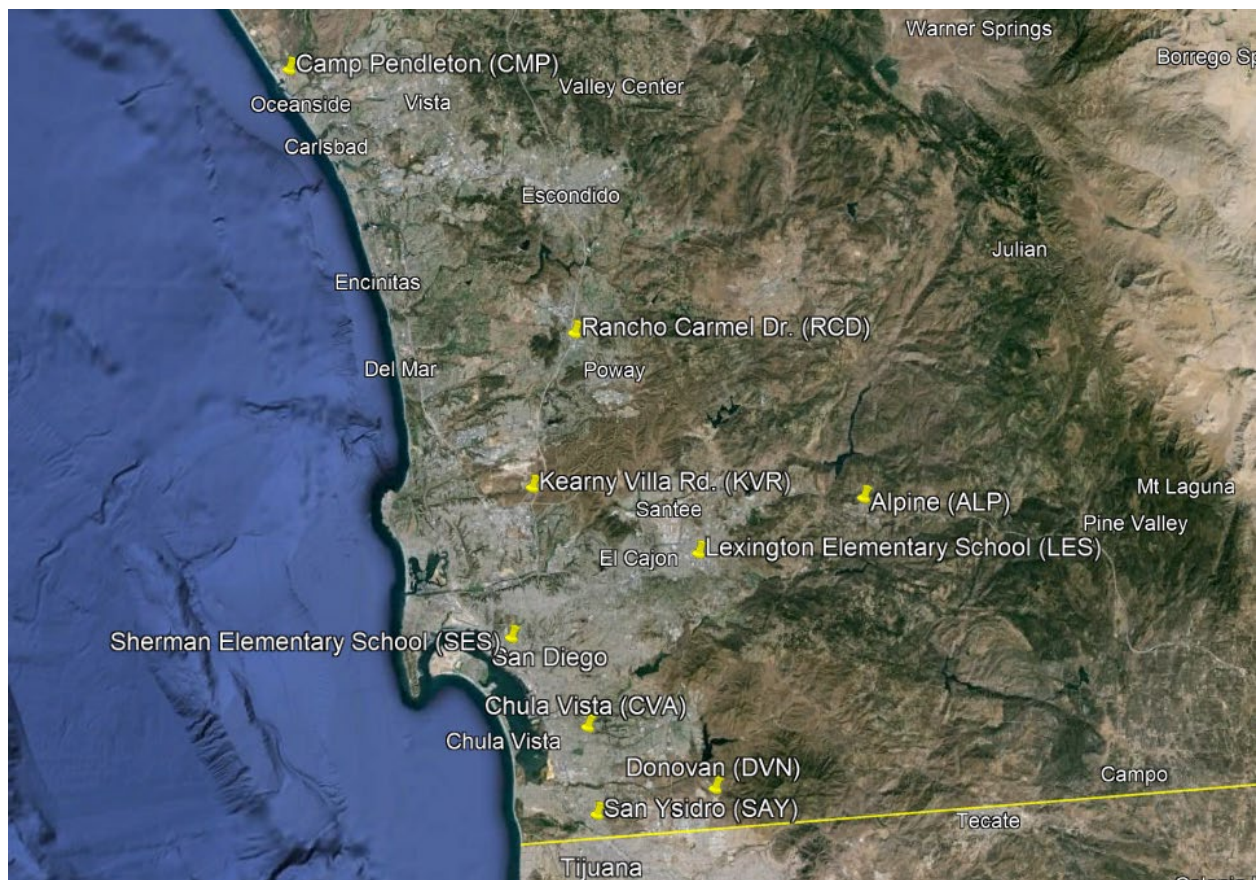 Warner Springs
Borrego Sp
Camp Pendleton (CMP)
Valley Center
Oceanside
Vista
Carlsbad
Escondido
Julian
Encinitas
Rancho Carmel Dr. (RCD)
Del Mar
Poway
Kearny Villa Rd. (KVR)
Mt Laguna
Alpine (ALP)
Santee
Pine Valley
Lexington Elementary School (LES)
El Cajon
Sherman Elementary School (SES)
San Diego
Chula Vista (CVA)
Chula Vista
Donovan (DVN)
Campo
San Ysidro (SAY)
Tecate
Tijuana